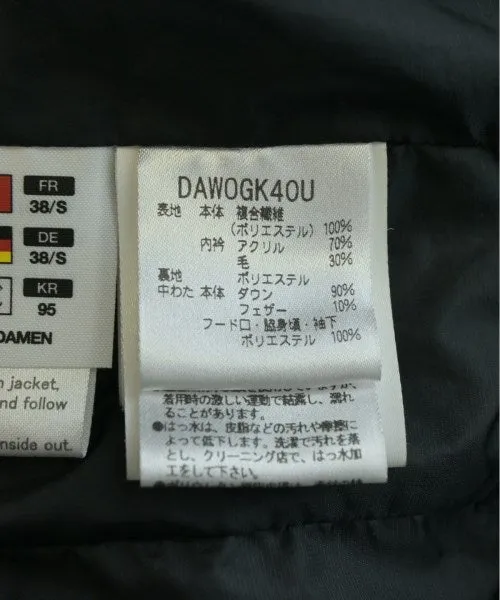 FR
38/S
DE
38/S
KR
95
DAMEN
jacket,
nd follow
nside out.
DAWOGK40U
表地 本体 複合繊維
(ポリエステル) 100%
内衿 アクリル 70%
毛 30%
裏地 ポリエステル
中わた 本体 ダウン 90%
フェザー 10%
フード口・脇身頃・袖下
ポリエステル 100%
着用時の激しい運動で結露し、濡れ
ることがあります。
●はっ水は、皮脂などの汚れや摩擦に
よって低下します。洗濯で汚れを落
とし、クリーニング店で、はっ水加
工をして下さい。